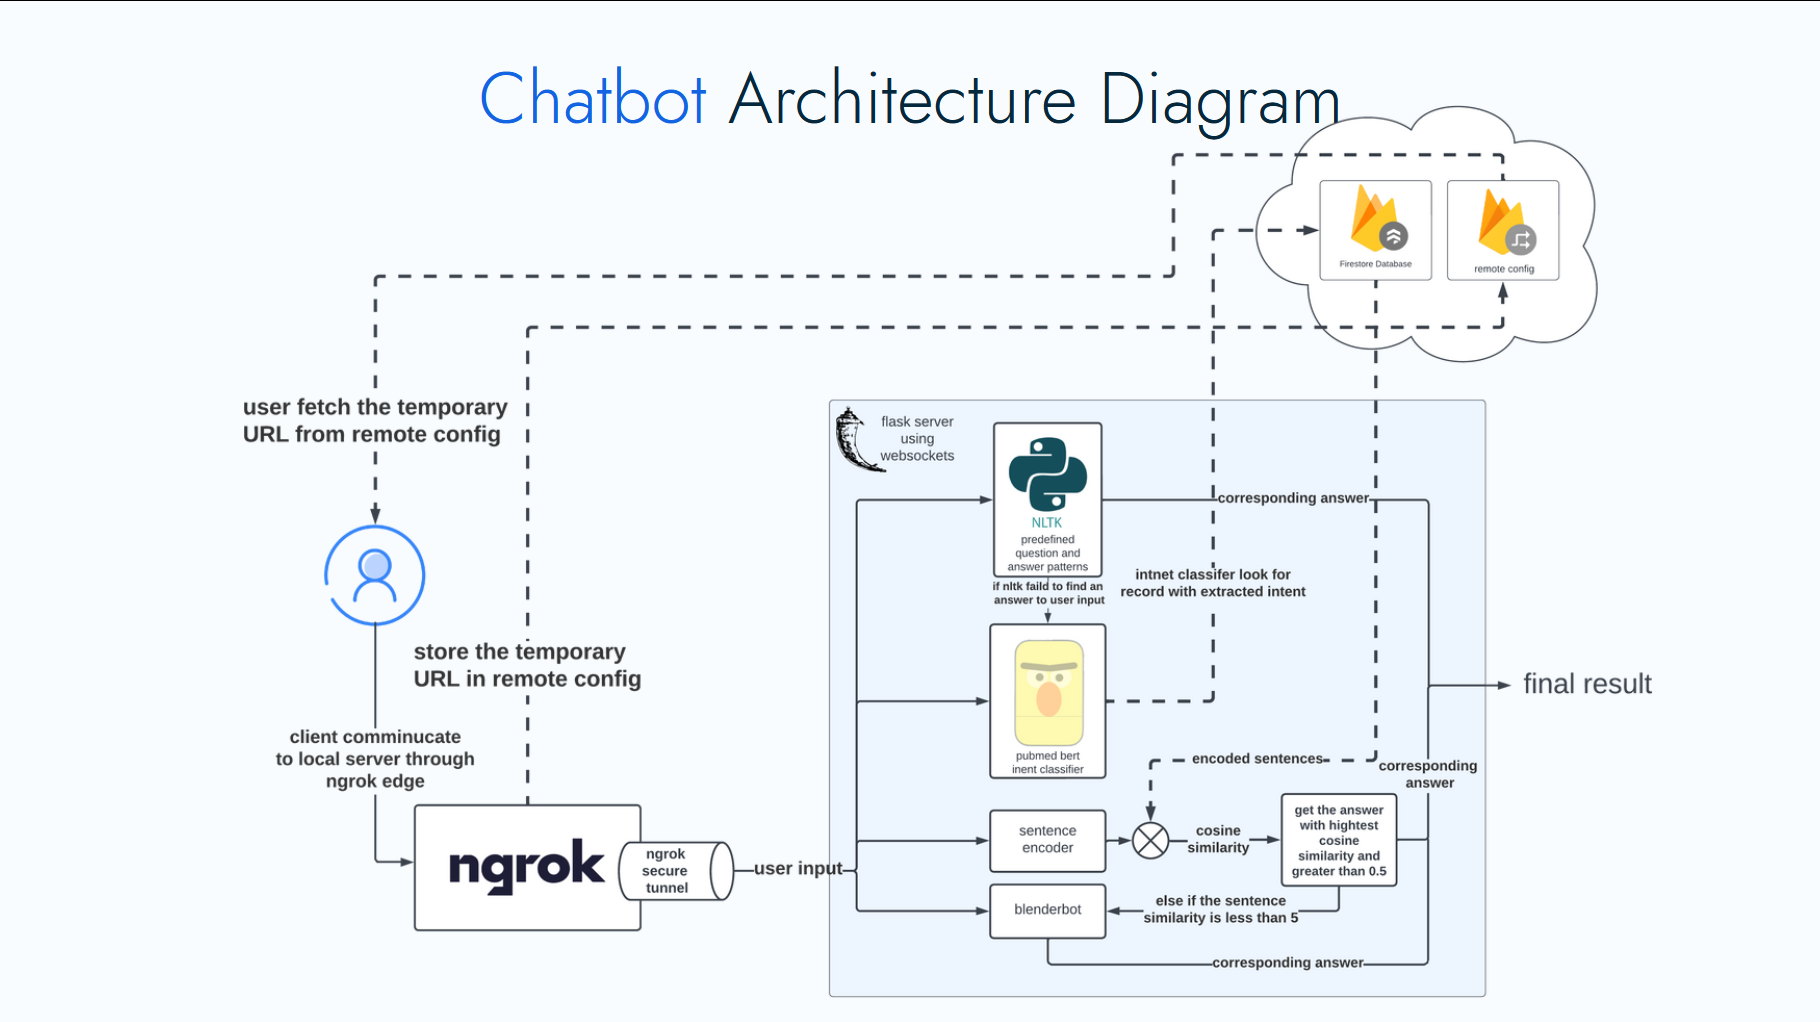 Chatbot Architecture Diagram
Firestore Database
remote config
user fetch the temporary
URL from remote config
flask server
using
websockets
NLTK
predefined
question and
answer patterns
corresponding answer
if nltk faild to find an
answer to user input
intnet classifer look for
record with extracted intent
store the temporary
URL in remote config
final result
client comminucate
to local server through
ngrok edge
pubmed bert
inent classifier
encoded sentences
corresponding
answer
ngrok
ngrok
secure
tunnel
user input
sentence
encoder
cosine
similarity
get the answer
with hightest
cosine
similarity and
greater than 0.5
blenderbot
else if the sentence
similarity is less than 5
corresponding answer